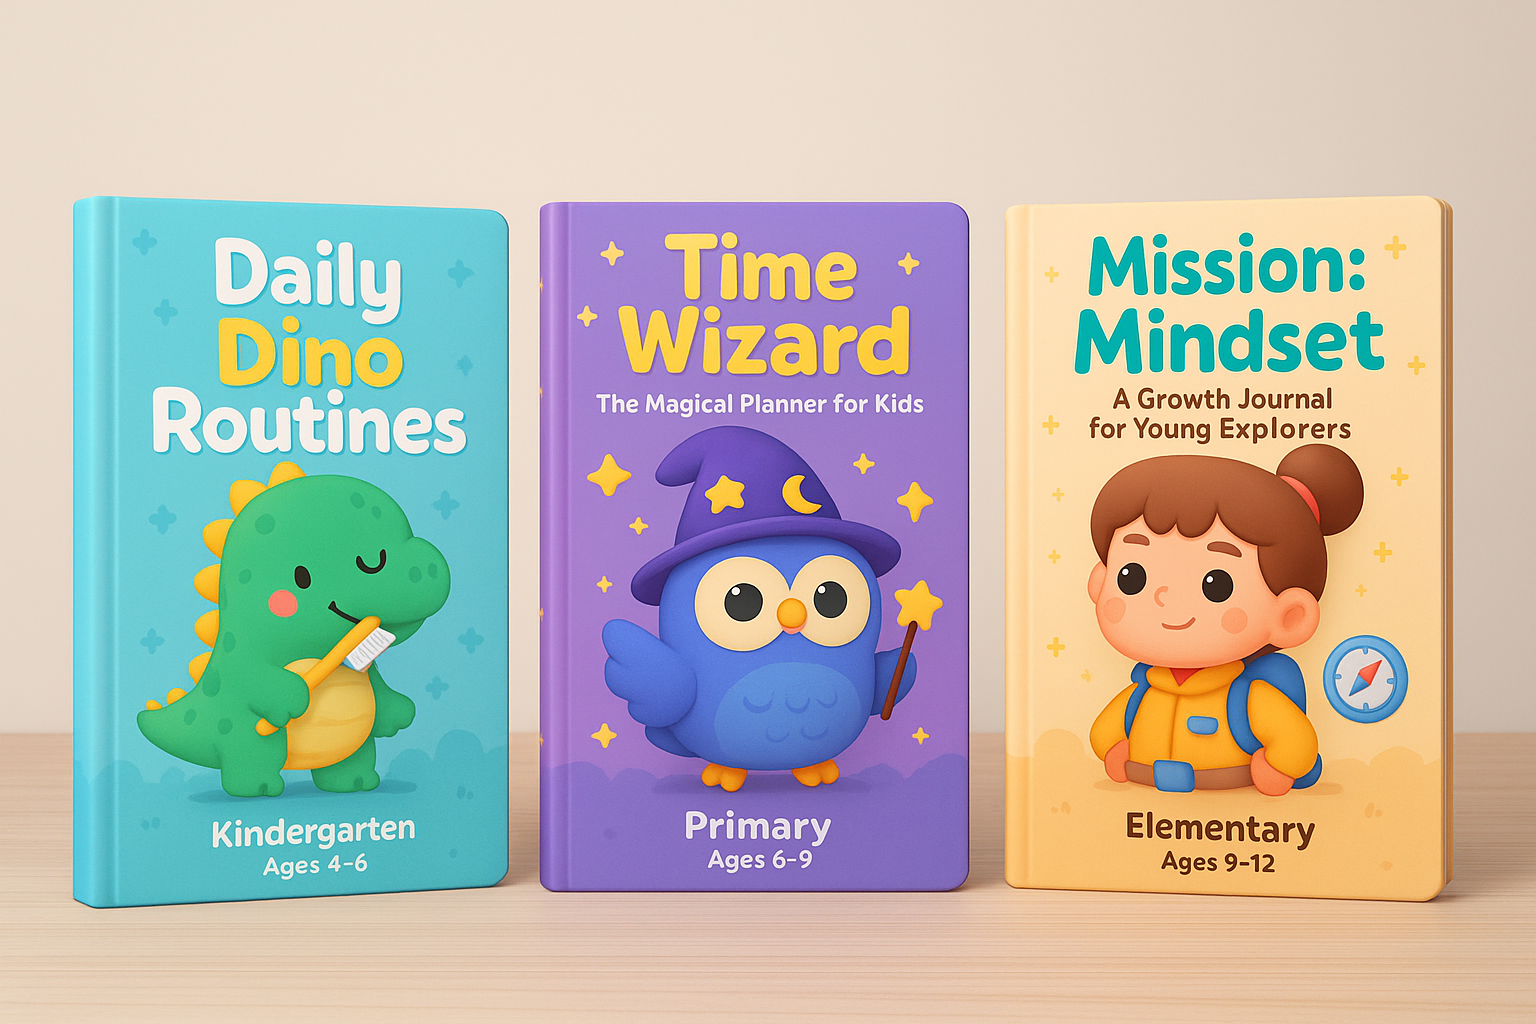 Daily
Dino
Routines
Kindergarten
Ages 4–6
Time
Wizard
The Magical Planner for Kids
Primary
Ages 6–9
Mission:
Mindset
A Growth Journal
for Young Explorers
Elementary
Ages 9–12